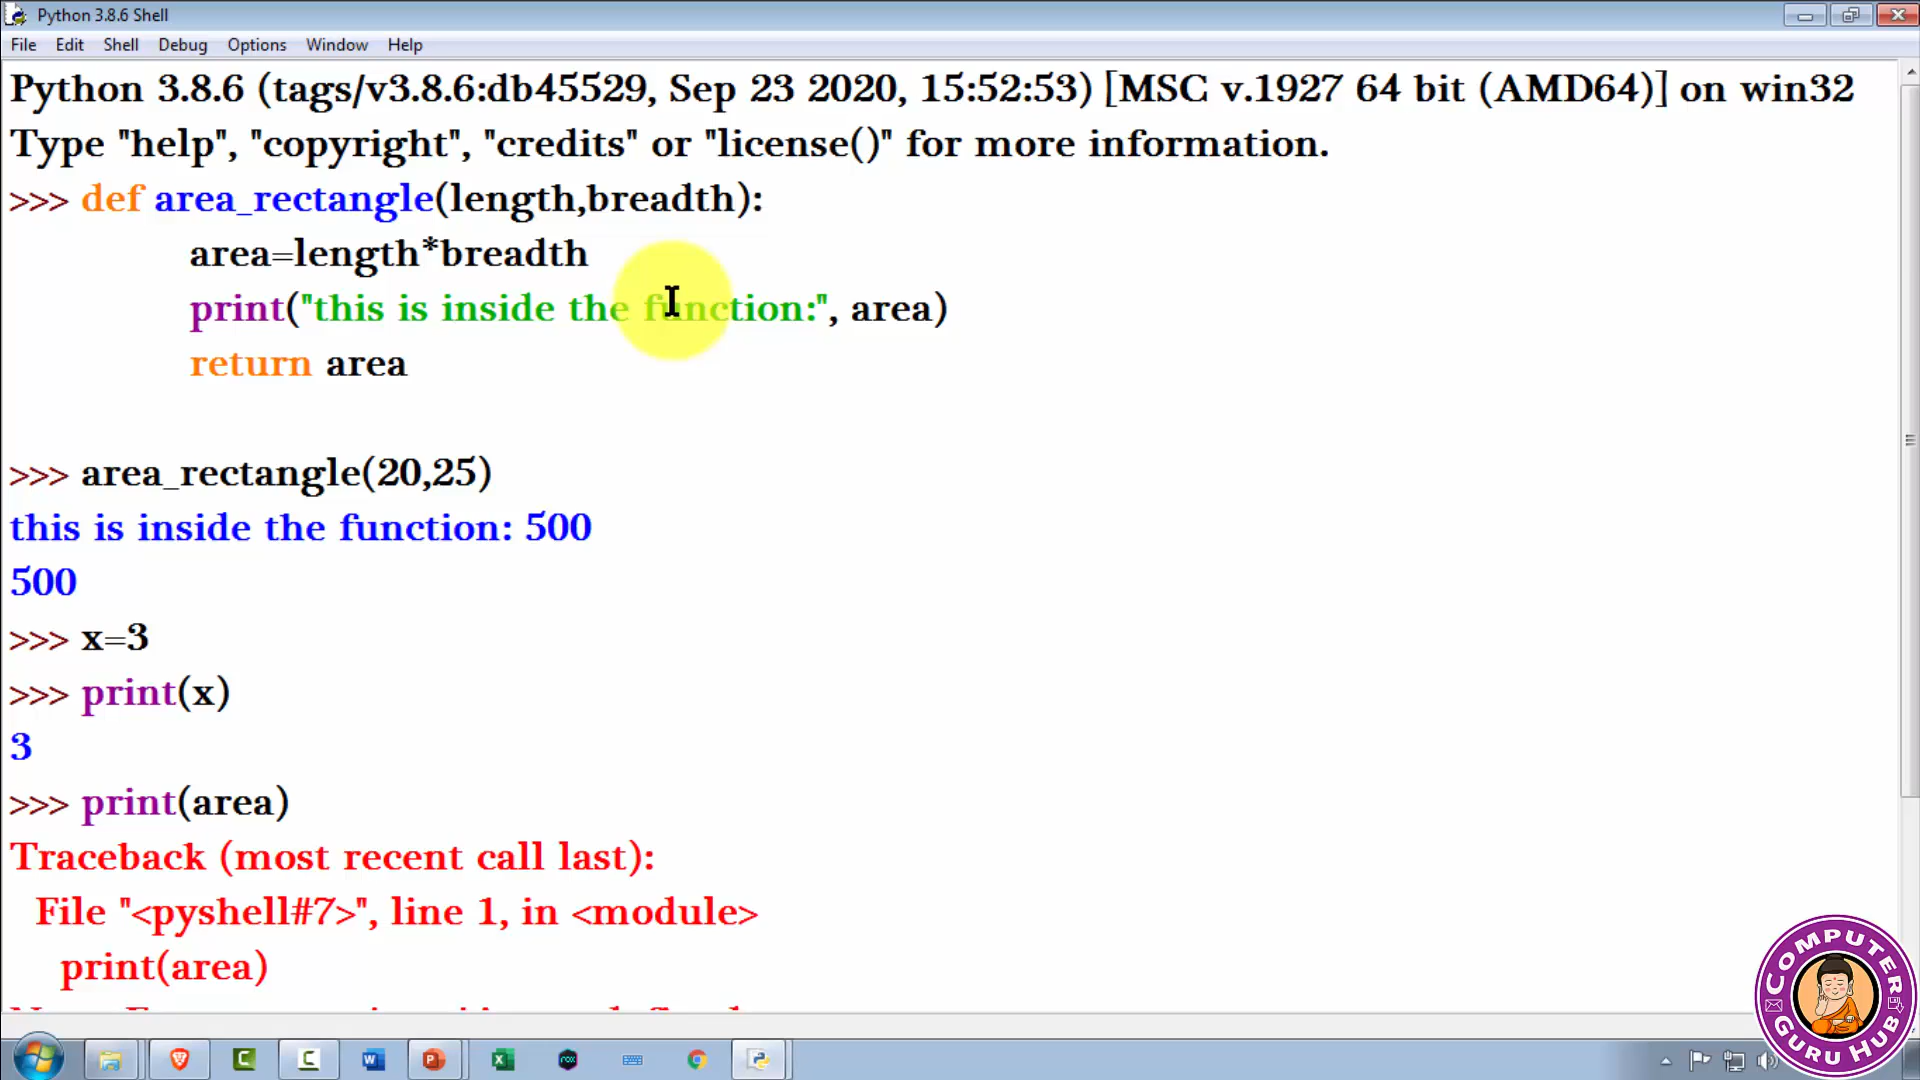 Python 3.8.6 Shell
File Edit Shell Debug Options Window Help
Python 3.8.6 (tags/v3.8.6:db45529, Sep 23 2020, 15:52:53) [MSC v.1927 64 bit (AMD64)] on win32
Type "help", "copyright", "credits" or "license()" for more information.
>>> def area_rectangle(length,breadth):
area=length*breadth
print("this is inside the function:", area)
return area
>>> area_rectangle(20,25)
this is inside the function: 500
500
>>> x=3
>>> print(x)
3
>>> print(area)
Traceback (most recent call last):
File "<pyshell#7>", line 1, in <module>
print(area)
COMPUTER
GURU HUB